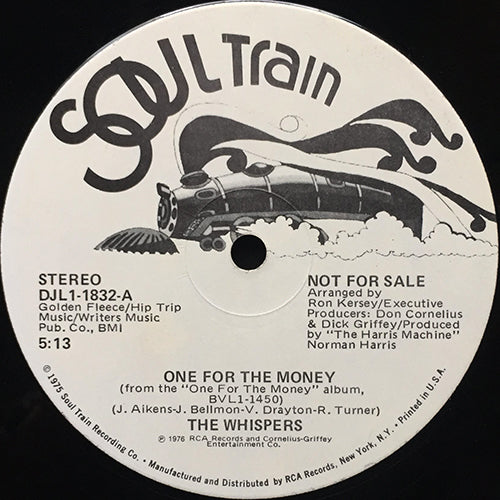 SOUL Train
STEREO
DJL1-1832-A
Golden Fleece/Hip Trip
Music/Writers Music
Pub. Co., BMI
5:13
NOT FOR SALE
Arranged by
Ron Kersey/Executive
Producers: Don Cornelius
& Dick Griffey/Produced
by "The Harris Machine"
Norman Harris
ONE FOR THE MONEY
(from the "One For The Money" album,
BVL1-1450)
(J. Aikens-J. Bellmon-V. Drayton-R. Turner)
THE WHISPERS
℗ 1976 RCA Records and Cornelius-Griffey
Entertainment Co.
© 1975 Soul Train Recording Co. • Manufactured and Distributed by RCA Records, New York, N.Y. • Printed in U.S.A.